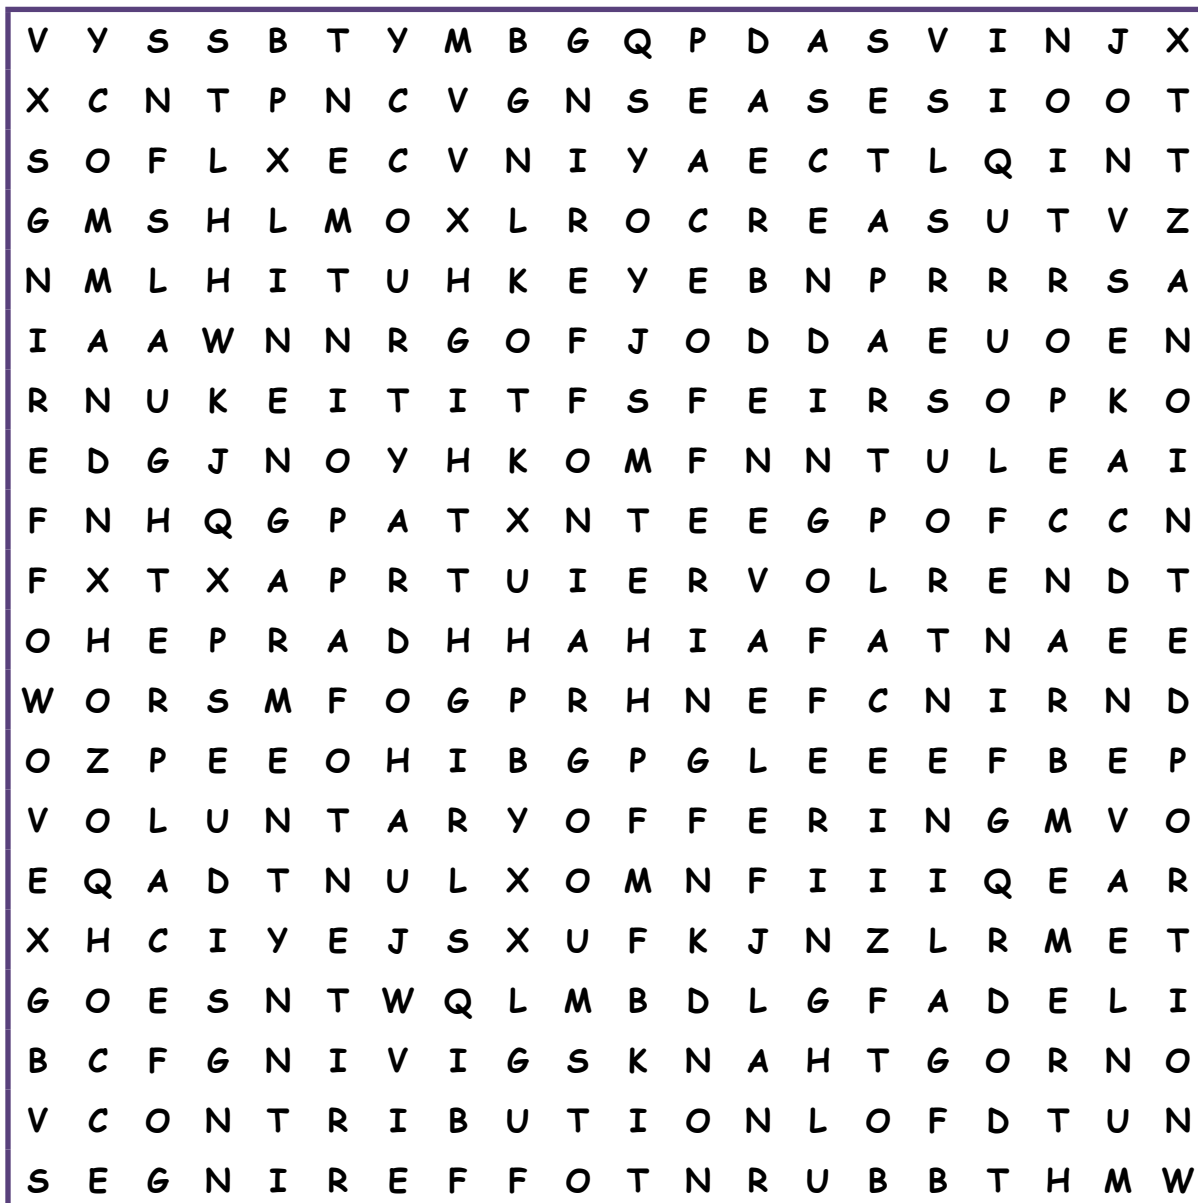 V Y S S B T Y M B G Q P D A S V I N J X
X C N T P N C V G N S E A S E S I O O T
S O F L X E C V N I Y A E C T L Q I N T
G M S H L M O X L R O C R E A S U T V Z
N M L H I T U H K E Y E B N P R R R S A
I A A W N N R G O F J O D D A E U O E N
R N U K E I T I T F S F E I R S O P K O
E D G J N O Y H K O M F N N T U L E A I
F N H Q G P A T X N T E E G P O F C C N
F X T X A P R T U I E R V O L R E N D T
O H E P R A D H H A H I A F A T N A E E
W O R S M F O G P R H N E F C N I R N D
O Z P E E O H I B G P G L E E E F B E P
V O L U N T A R Y O F F E R I N G M V O
E Q A D T N U L X O M N F I I I Q E A R
X H C I Y E J S X U F K J N Z L R M E T
G O E S N T W Q L M B D L G F A D E L I
B C F G N I V I G S K N A H T G O R N O
V C O N T R I B U T I O N L O F D T U N
S E G N I R E F F O T N R U B B T H M W